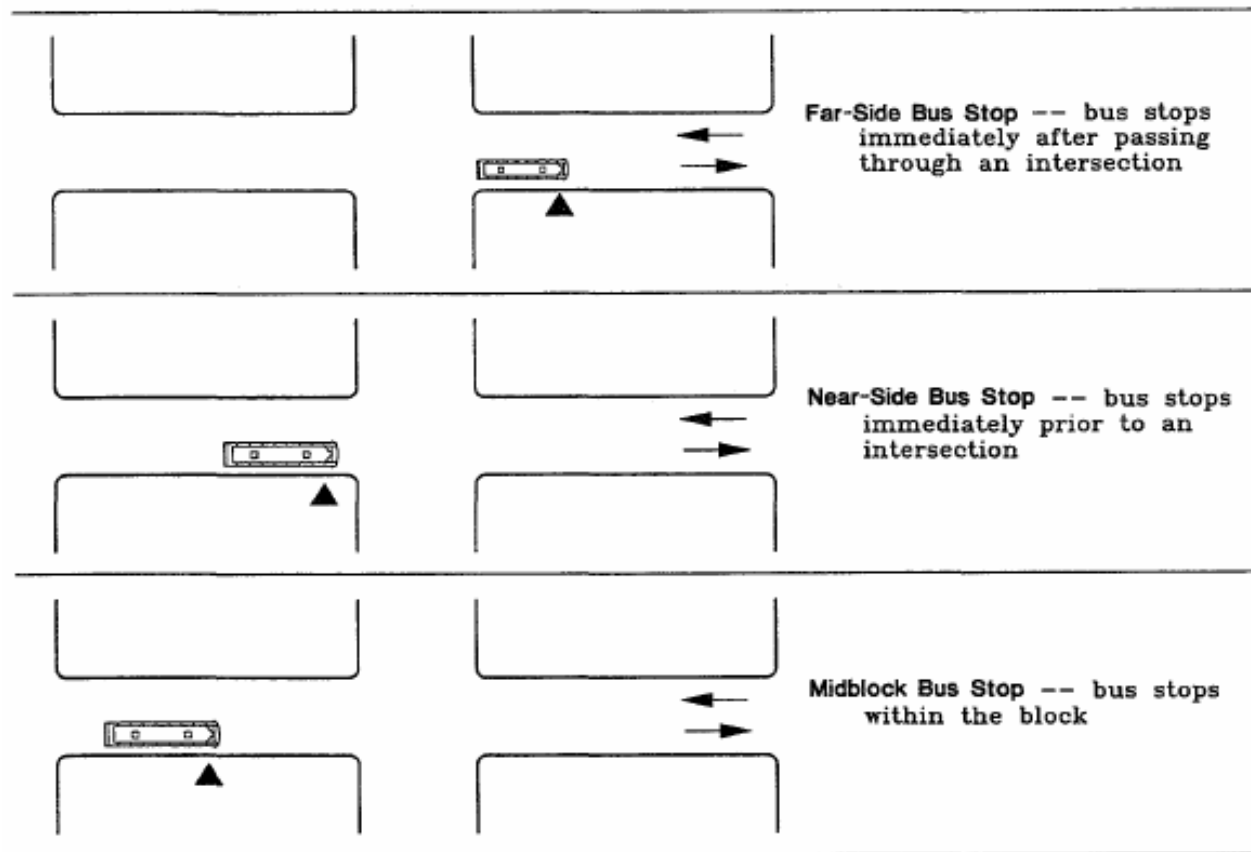 Far-Side Bus Stop -- bus stops
immediately after passing
through an intersection
Near-Side Bus Stop -- bus stops
immediately prior to an
intersection
Midblock Bus Stop -- bus stops
within the block